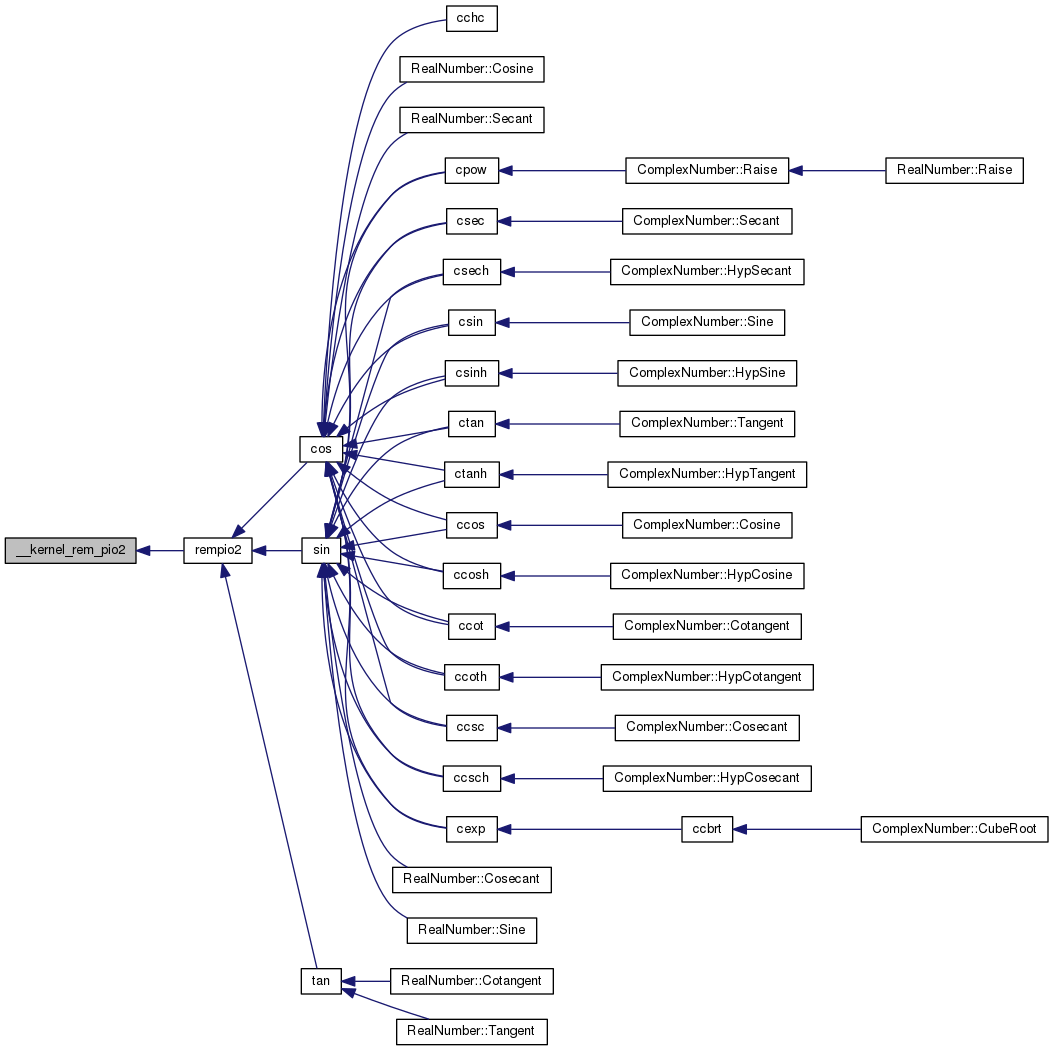 cchc
RealNumber::Cosine
RealNumber::Secant
cpow
ComplexNumber::Raise
RealNumber::Raise
csec
ComplexNumber::Secant
csech
ComplexNumber::HypSecant
csin
ComplexNumber::Sine
csinh
ComplexNumber::HypSine
ctan
ComplexNumber::Tangent
cos
ctanh
ComplexNumber::HypTangent
ccos
ComplexNumber::Cosine
__kernel_rem_pio2
rempio2
sin
ccosh
ComplexNumber::HypCosine
ccot
ComplexNumber::Cotangent
ccoth
ComplexNumber::HypCotangent
ccsc
ComplexNumber::Cosecant
ccsch
ComplexNumber::HypCosecant
cexp
ccbrt
ComplexNumber::CubeRoot
RealNumber::Cosecant
RealNumber::Sine
tan
RealNumber::Cotangent
RealNumber::Tangent